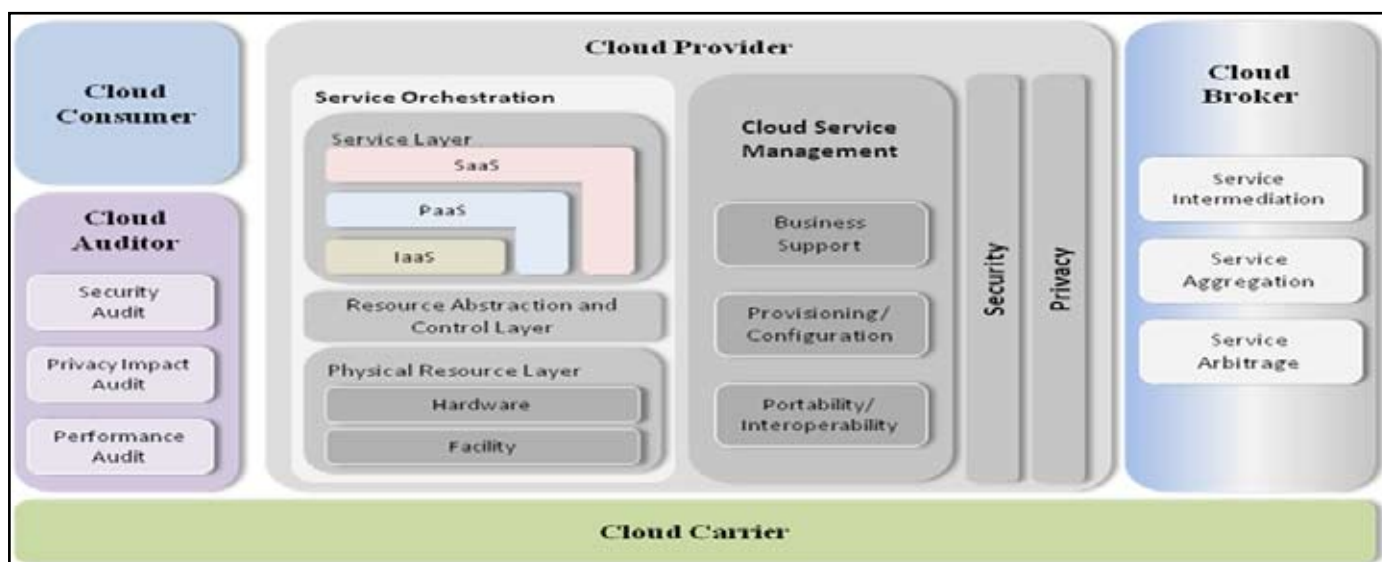 Cloud
Consumer
Cloud
Auditor
Security
Audit
Privacy Impact
Audit
Performance
Audit
Cloud Provider
Service Orchestration
Service Layer
SaaS
PaaS
IaaS
Resource Abstraction and
Control Layer
Physical Resource Layer
Hardware
Facility
Cloud Service
Management
Business
Support
Provisioning/
Configuration
Portability/
Interoperability
Security
Privacy
Cloud
Broker
Service
Intermediation
Service
Aggregation
Service
Arbitrage
Cloud Carrier